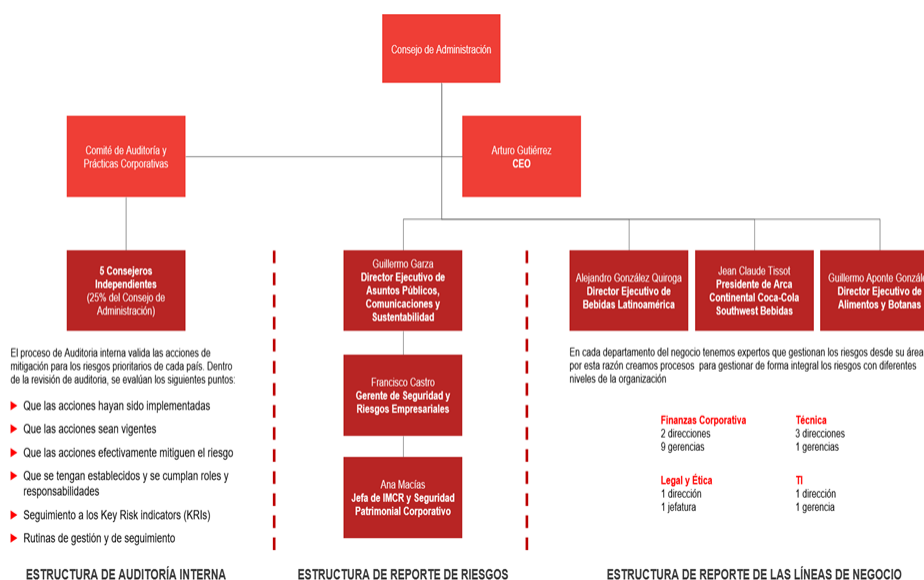 Consejo de Administración
Comité de Auditoría y
Prácticas Corporativas
Arturo Gutiérrez
CEO
5 Consejeros
Independientes
(25% del Consejo de
Administración)
El proceso de Auditoria interna valida las acciones de
mitigación para los riesgos prioritarios de cada país. Dentro
de la revisión de auditoria, se evalúan los siguientes puntos:
Que las acciones hayan sido implementadas
Que las acciones sean vigentes
Que las acciones efectivamente mitiguen el riesgo
Que se tengan establecidos y se cumplan roles y
responsabilidades
Seguimiento a los Key Risk indicators (KRIs)
Rutinas de gestión y de seguimiento
ESTRUCTURA DE AUDITORÍA INTERNA
Guillermo Garza
Director Ejecutivo de
Asuntos Públicos,
Comunicaciones y
Sustentabilidad
Francisco Castro
Gerente de Seguridad y
Riesgos Empresariales
Ana Macías
Jefa de IMCR y Seguridad
Patrimonial Corporativo
ESTRUCTURA DE REPORTE DE RIESGOS
Alejandro González Quiroga
Director Ejecutivo de
Bebidas Latinoamérica
Jean Claude Tissot
Presidente de Arca
Continental Coca-Cola
Southwest Bebidas
Guillermo Aponte Gonzál
Director Ejecutivo de
Alimentos y Botanas
En cada departamento del negocio tenemos expertos que gestionan los riesgos desde su área
por esta razón creamos procesos para gestionar de forma integral los riesgos con diferentes
niveles de la organización
Finanzas Corporativa
2 direcciones
9 gerencias
Técnica
3 direcciones
1 gerencias
Legal y Ética
1 dirección
1 jefatura
TI
1 dirección
1 gerencia
ESTRUCTURA DE REPORTE DE LAS LÍNEAS DE NEGOCIO